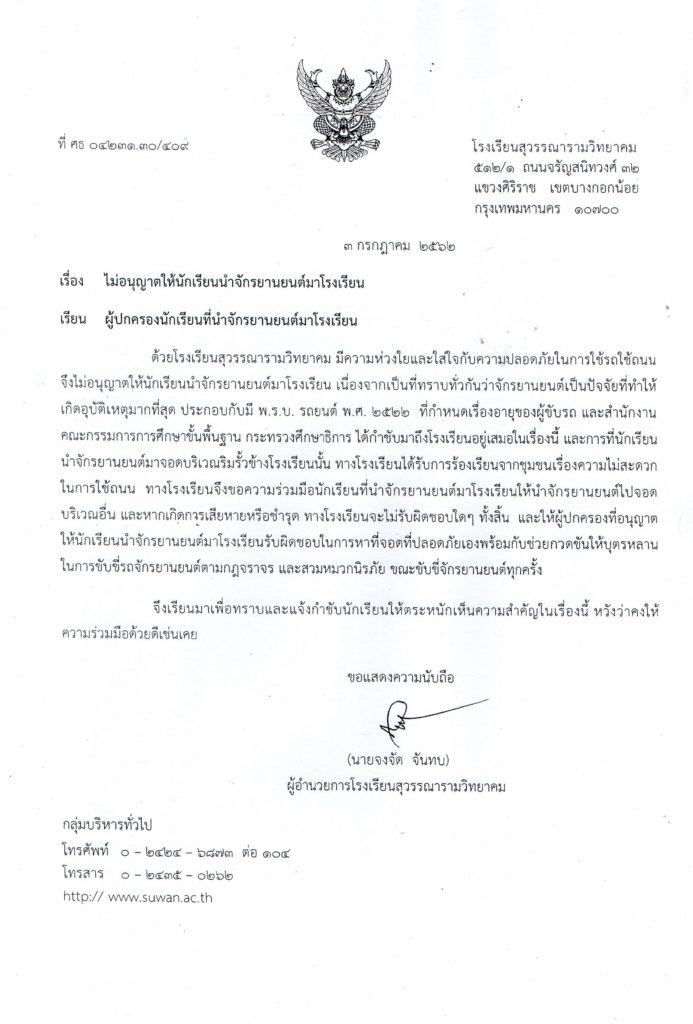 ที่ ศธ ๐๔๒๓๑.๓๐/๔๐๙
โรงเรียนสุวรรณารามวิทยาคม
๕๑๒/๑ ถนนจรัญสนิทวงศ์ ๓๒
แขวงศิริราช เขตบางกอกน้อย
กรุงเทพมหานคร ๑๐๗๐๐
๓ กรกฎาคม ๒๕๖๒
เรื่อง ไม่อนุญาตให้นักเรียนนำจักรยานยนต์มาโรงเรียน
เรียน ผู้ปกครองนักเรียนที่นำจักรยานยนต์มาโรงเรียน
ด้วยโรงเรียนสุวรรณารามวิทยาคม มีความห่วงใยและใส่ใจกับความปลอดภัยในการใช้รถใช้ถนน
จึงไม่อนุญาตให้นักเรียนนำจักรยานยนต์มาโรงเรียน เนื่องจากเป็นที่ทราบทั่วกันว่าจักรยานยนต์เป็นปัจจัยที่ทำให้
เกิดอุบัติเหตุมากที่สุด ประกอบกับมี พ.ร.บ. รถยนต์ พ.ศ. ๒๕๒๒ ที่กำหนดเรื่องอายุของผู้ขับรถ และสำนักงาน
คณะกรรมการการศึกษาขั้นพื้นฐาน กระทรวงศึกษาธิการ ได้กำชับมาถึงโรงเรียนอยู่เสมอในเรื่องนี้ และการที่นักเรียน
นำจักรยานยนต์มาจอดบริเวณริมรั้วข้างโรงเรียนนั้น ทางโรงเรียนได้รับการร้องเรียนจากชุมชนเรื่องความไม่สะดวก
ในการใช้ถนน ทางโรงเรียนจึงขอความร่วมมือนักเรียนที่นำจักรยานยนต์มาโรงเรียนให้นำจักรยานยนต์ไปจอด
บริเวณอื่น และหากเกิดการเสียหายหรือชำรุด ทางโรงเรียนจะไม่รับผิดชอบใดๆ ทั้งสิ้น และให้ผู้ปกครองที่อนุญาต
ให้นักเรียนนำจักรยานยนต์มาโรงเรียนรับผิดชอบในการหาที่จอดที่ปลอดภัยเองพร้อมกับช่วยกวดขันให้บุตรหลาน
ในการขับขี่รถจักรยานยนต์ตามกฎจราจร และสวมหมวกนิรภัย ขณะขับขี่จักรยานยนต์ทุกครั้ง
จึงเรียนมาเพื่อทราบและแจ้งกำชับนักเรียนให้ตระหนักเห็นความสำคัญในเรื่องนี้ หวังว่าคงให้
ความร่วมมือด้วยดีเช่นเคย
ขอแสดงความนับถือ
(นายจงจัด จันทบ)
ผู้อำนวยการโรงเรียนสุวรรณารามวิทยาคม
กลุ่มบริหารทั่วไป
โทรศัพท์ ๐ – ๒๔๒๔ – ๖๘๗๓ ต่อ ๑๐๔
โทรสาร ๐ – ๒๔๓๕ – ๐๒๖๒
http:// www.suwan.ac.th